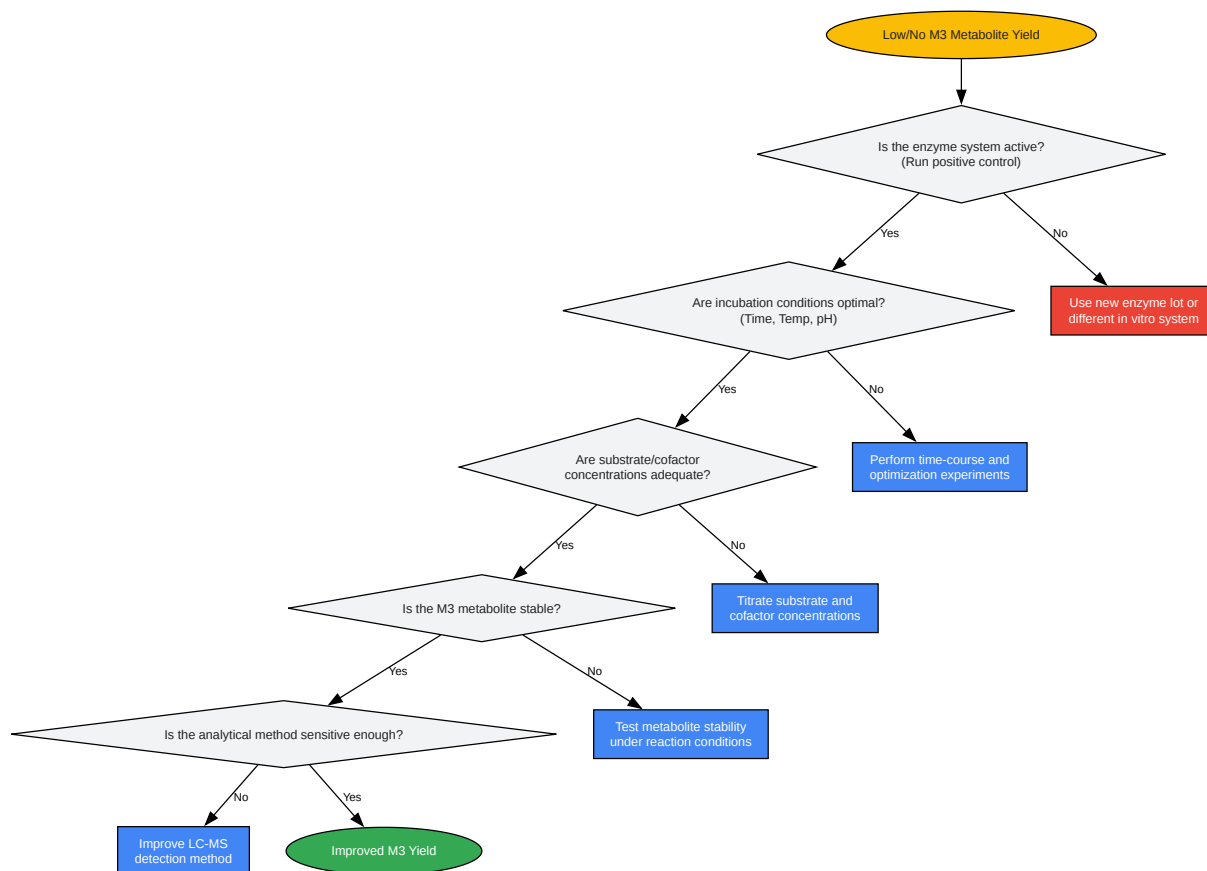 Low/No M3 Metabolite Yield
Is the enzyme system active?
(Run positive control)
Yes
No
Are incubation conditions optimal?
(Time, Temp, pH)
Use new enzyme lot or
different in vitro system
Yes
No
Are substrate/cofactor
concentrations adequate?
Perform time-course and
optimization experiments
Yes
No
Is the M3 metabolite stable?
Titrate substrate and
cofactor concentrations
Yes
No
Is the analytical method sensitive enough?
Test metabolite stability
under reaction conditions
No
Yes
Improve LC-MS
detection method
Improved M3 Yield